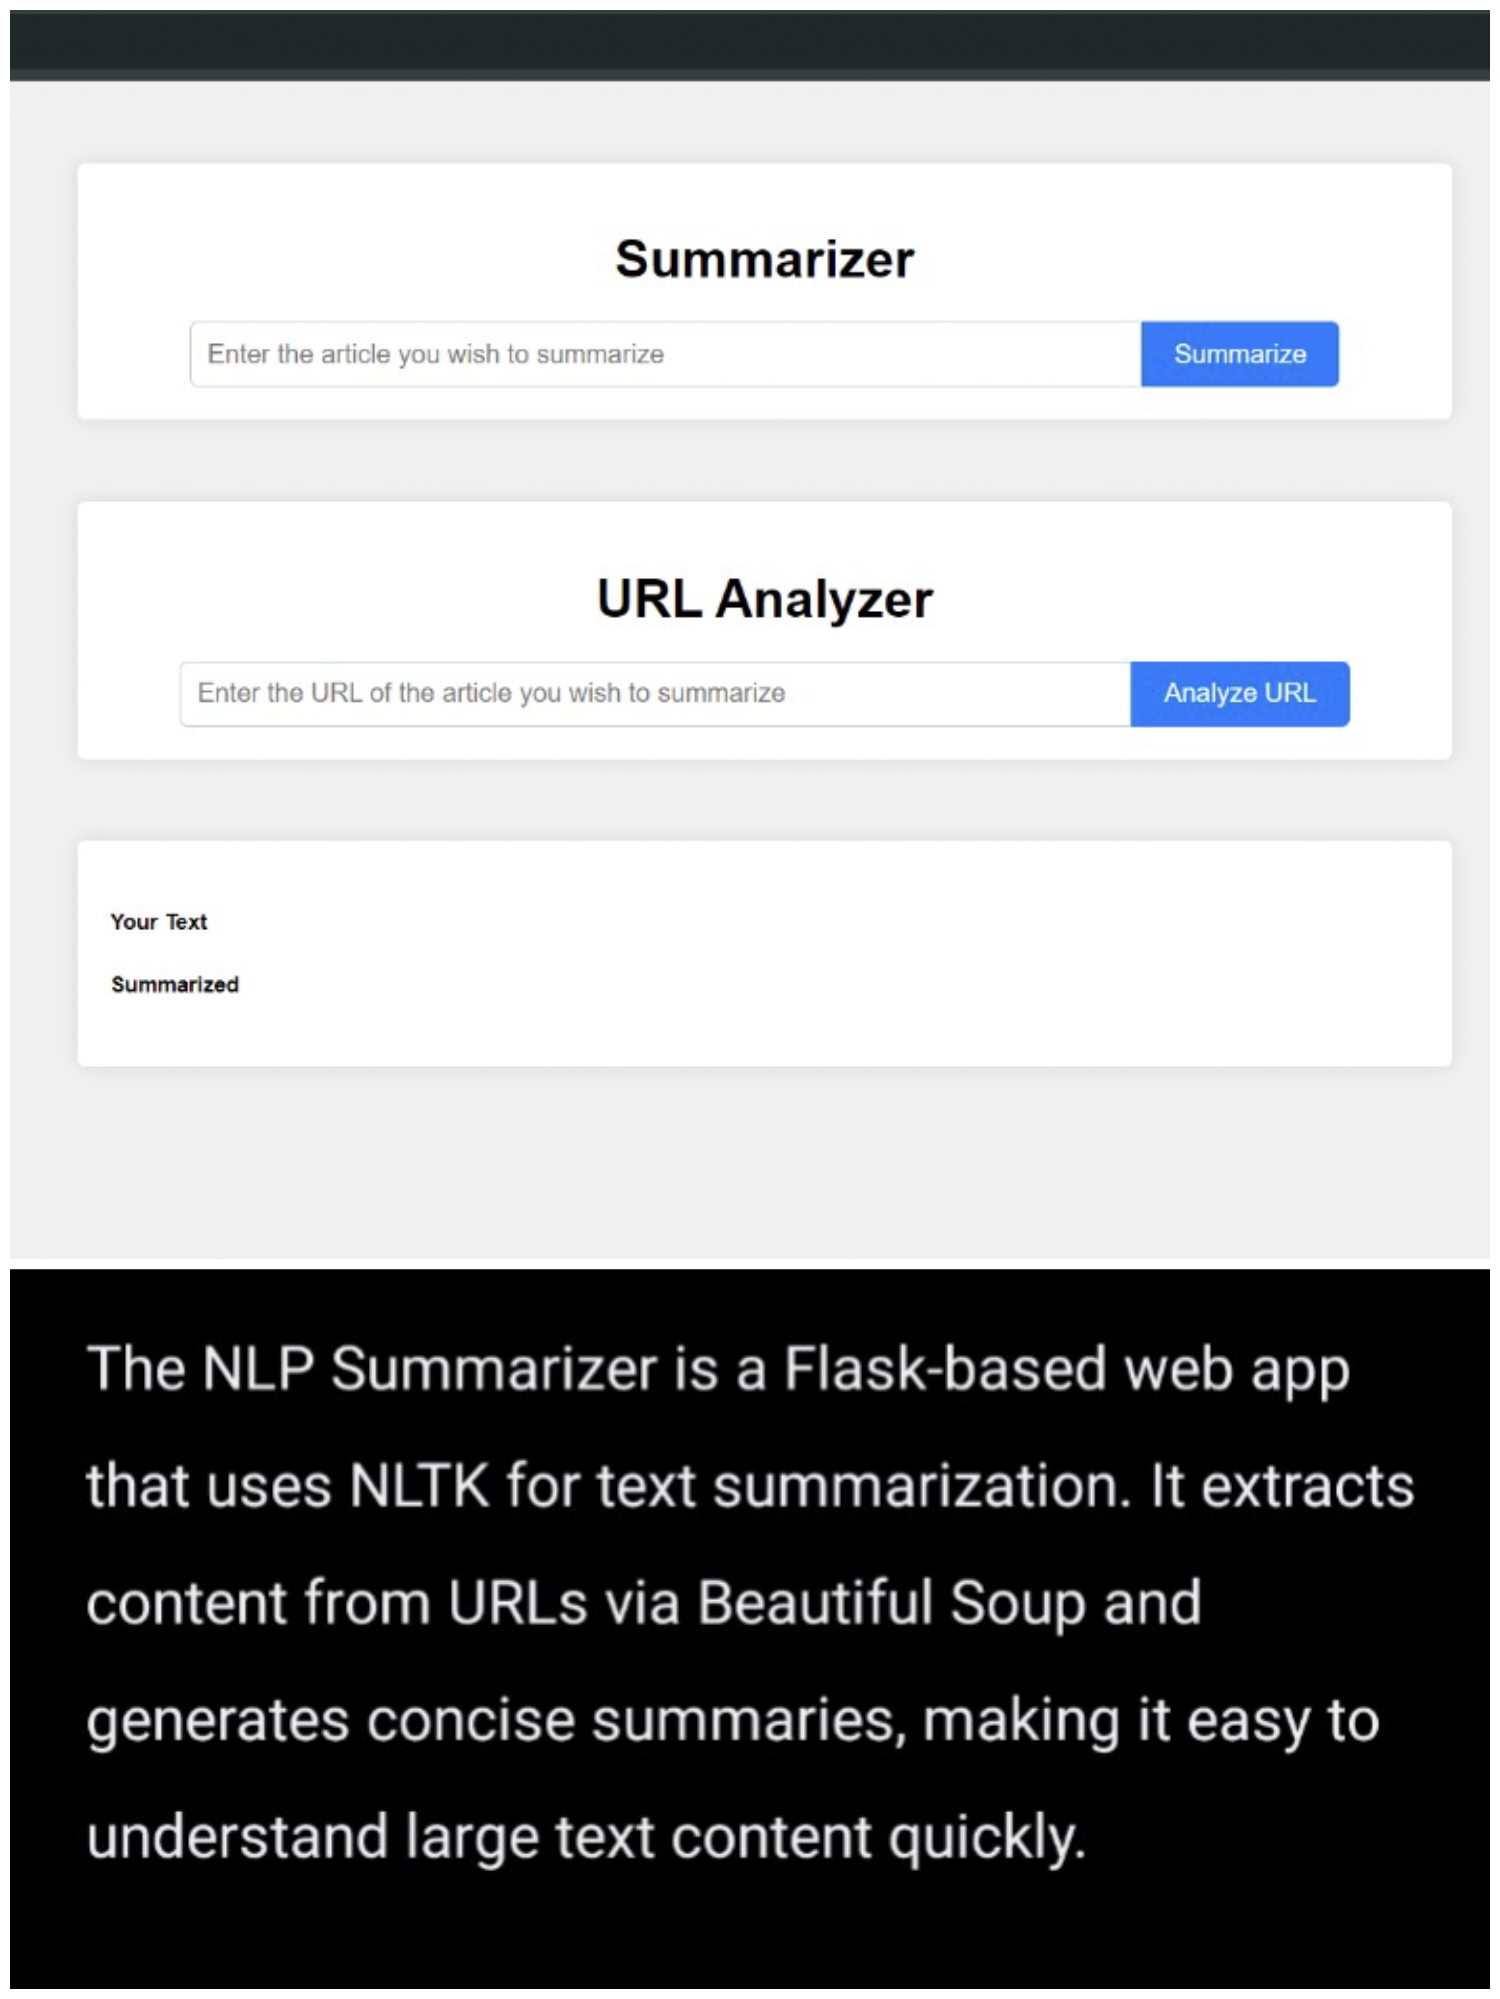 Summarizer
Enter the article you wish to summarize
Summarize
URL Analyzer
Enter the URL of the article you wish to summarize
Analyze URL
Your Text
Summarized
The NLP Summarizer is a Flask-based web app
that uses NLTK for text summarization. It extracts
content from URLs via Beautiful Soup and
generates concise summaries, making it easy to
understand large text content quickly.